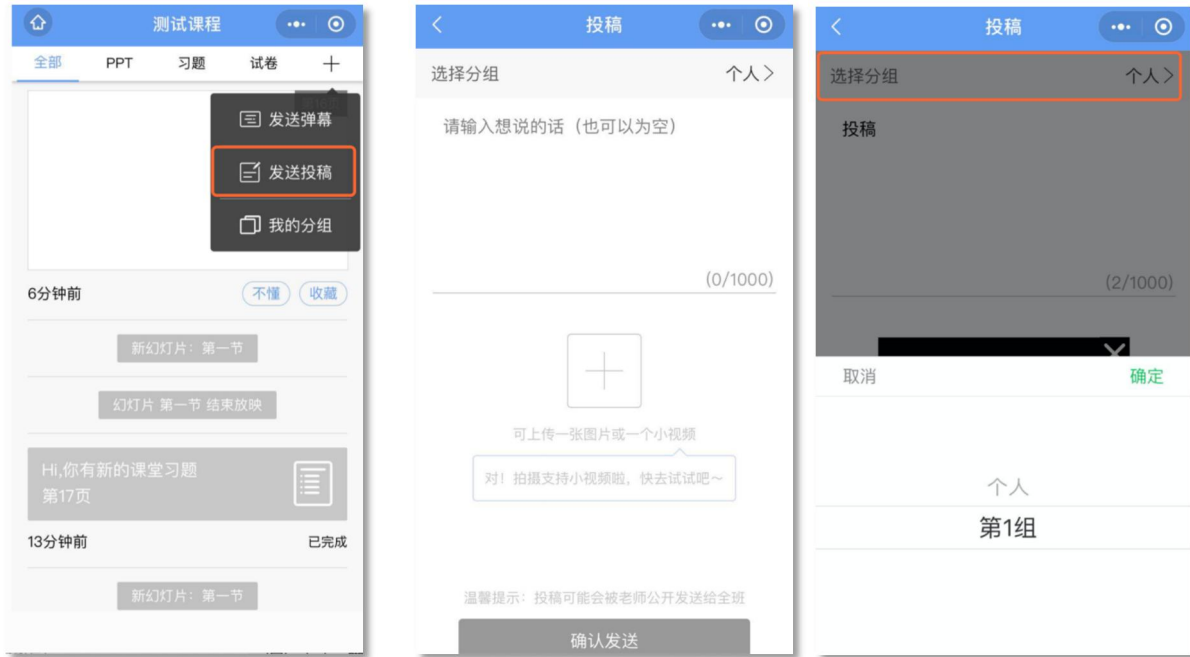 测试课程
全部 PPT 习题 试卷
发送弹幕
发送投稿
我的分组
6分钟前 不懂 收藏
新幻灯片：第一节
幻灯片 第一节 结束放映
Hi,你有新的课堂习题
第17页
13分钟前 已完成
新幻灯片：第一节
投稿
选择分组 个人
请输入想说的话（也可以为空）
(0/1000)
可上传一张图片或一个小视频
对！拍摄支持小视频啦，快去试试吧～
温馨提示：投稿可能会被老师公开发送给全班
确认发送
投稿
选择分组 个人
投稿
(2/1000)
取消 确定
个人
第1组